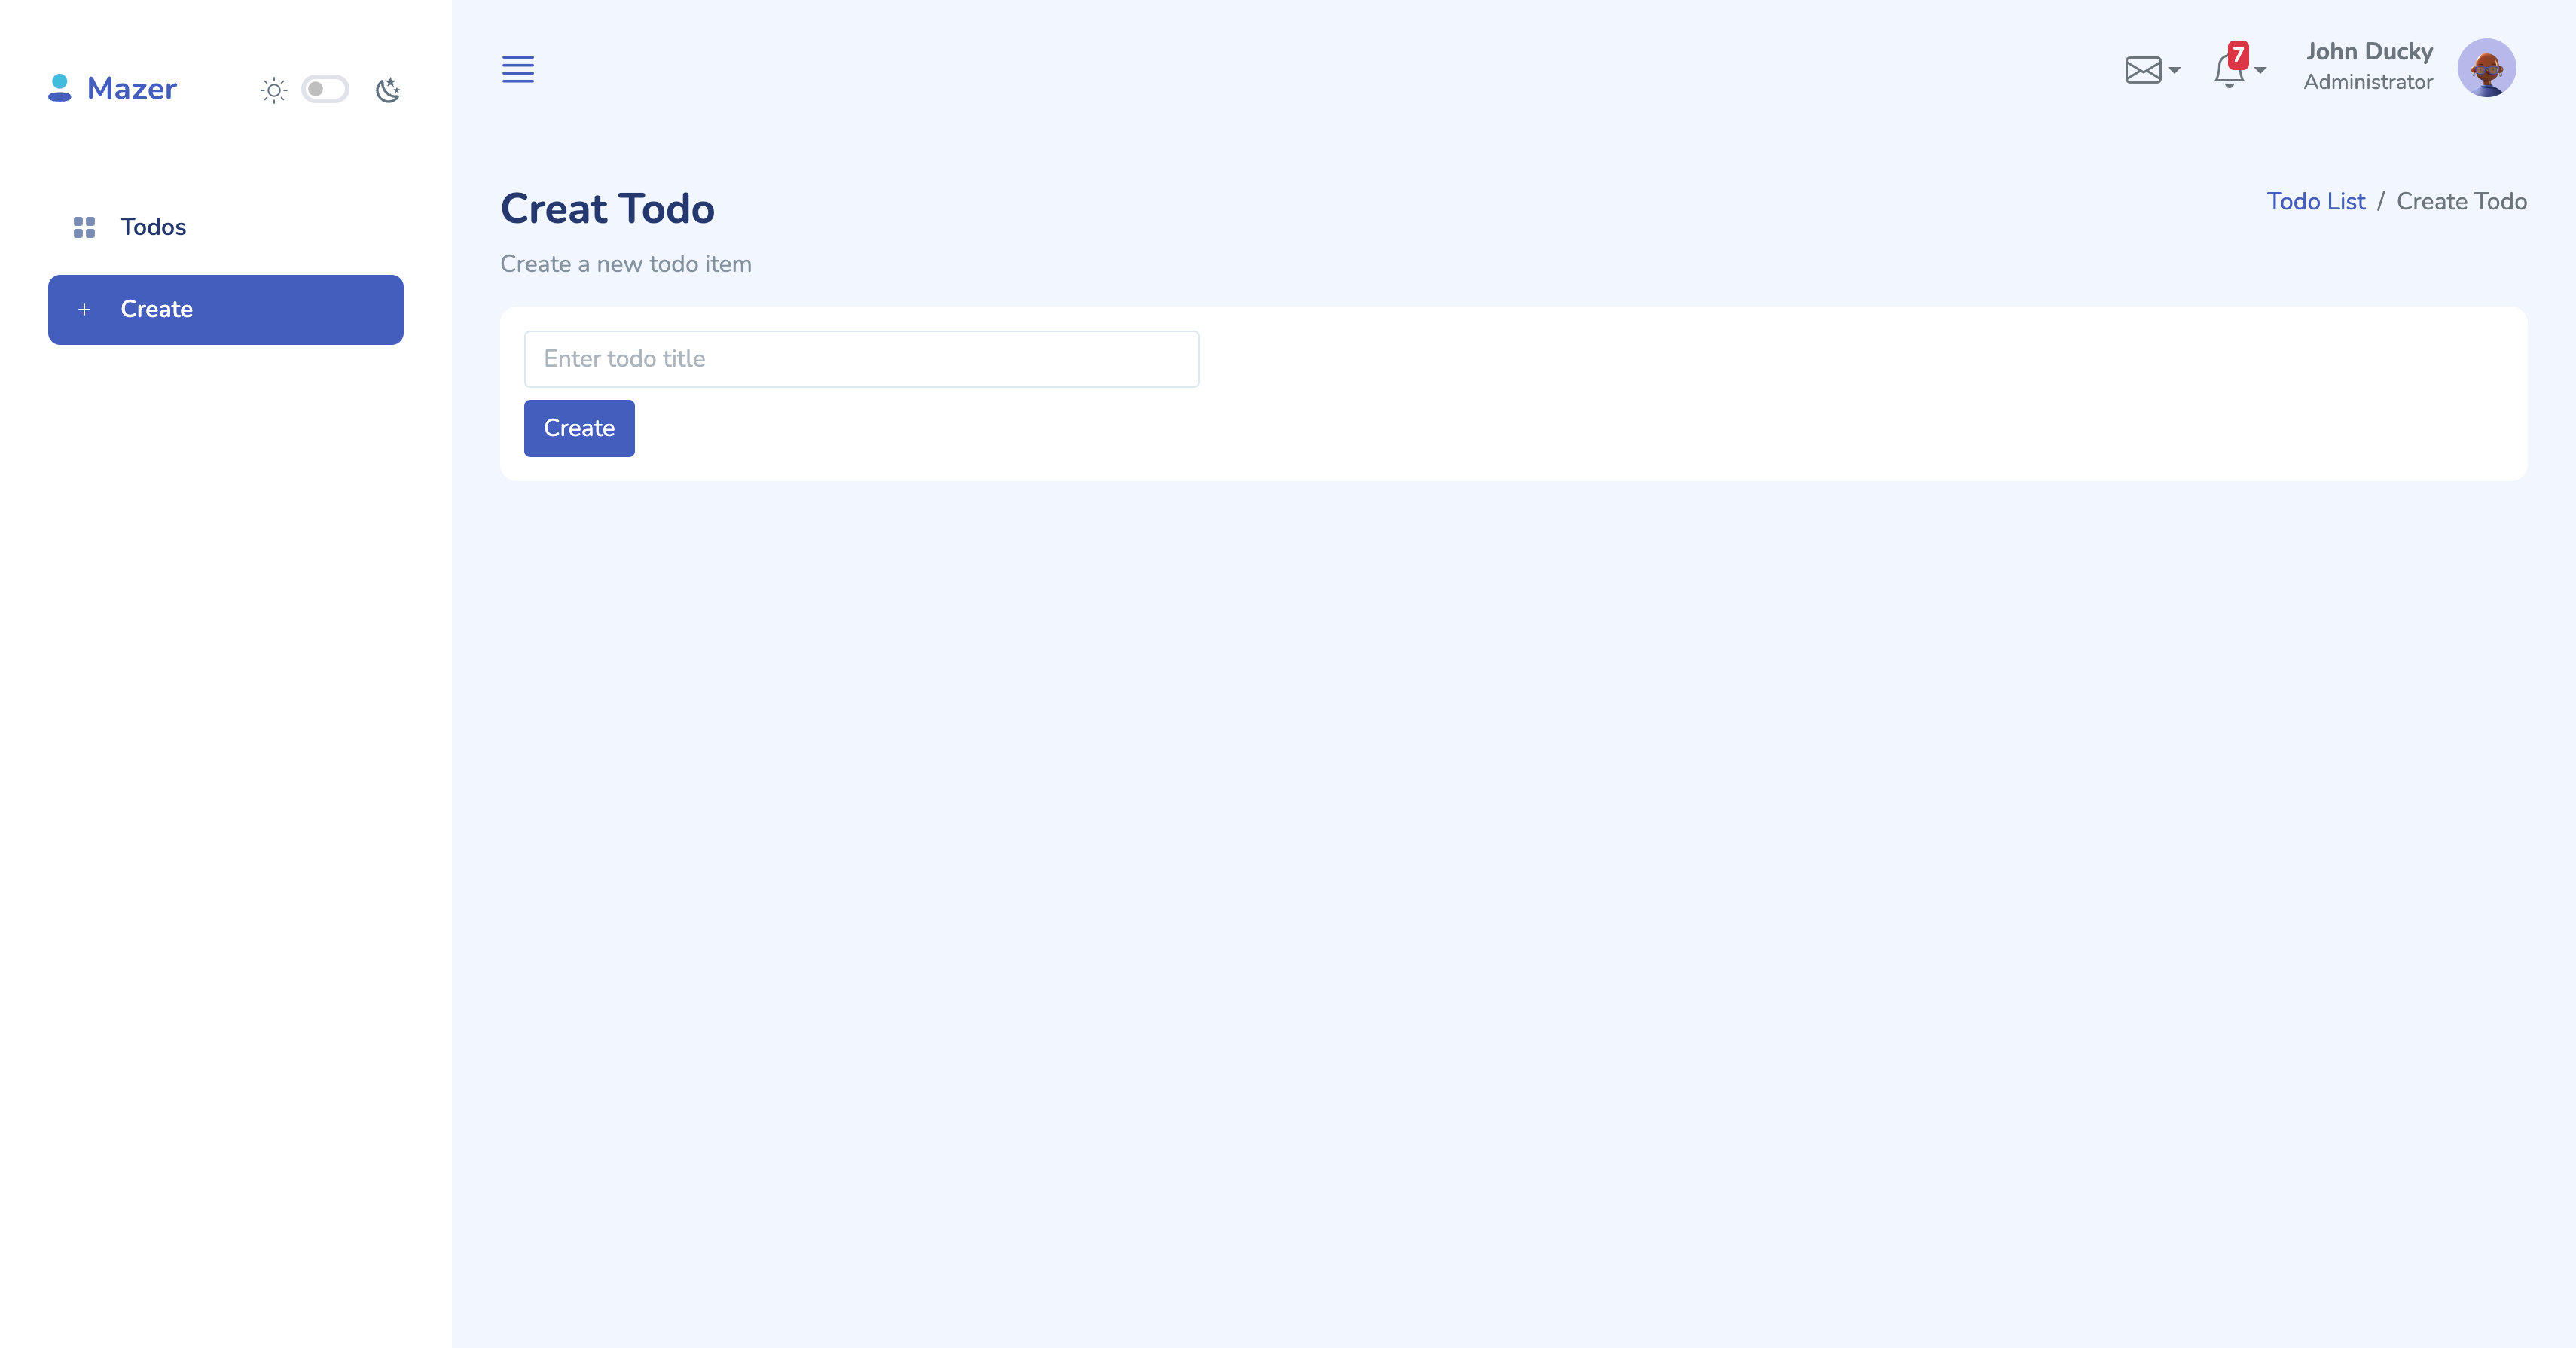 Mazer
Todos
+ Create
7
John Ducky
Administrator
Creat Todo
Todo List / Create Todo
Create a new todo item
Enter todo title
Create